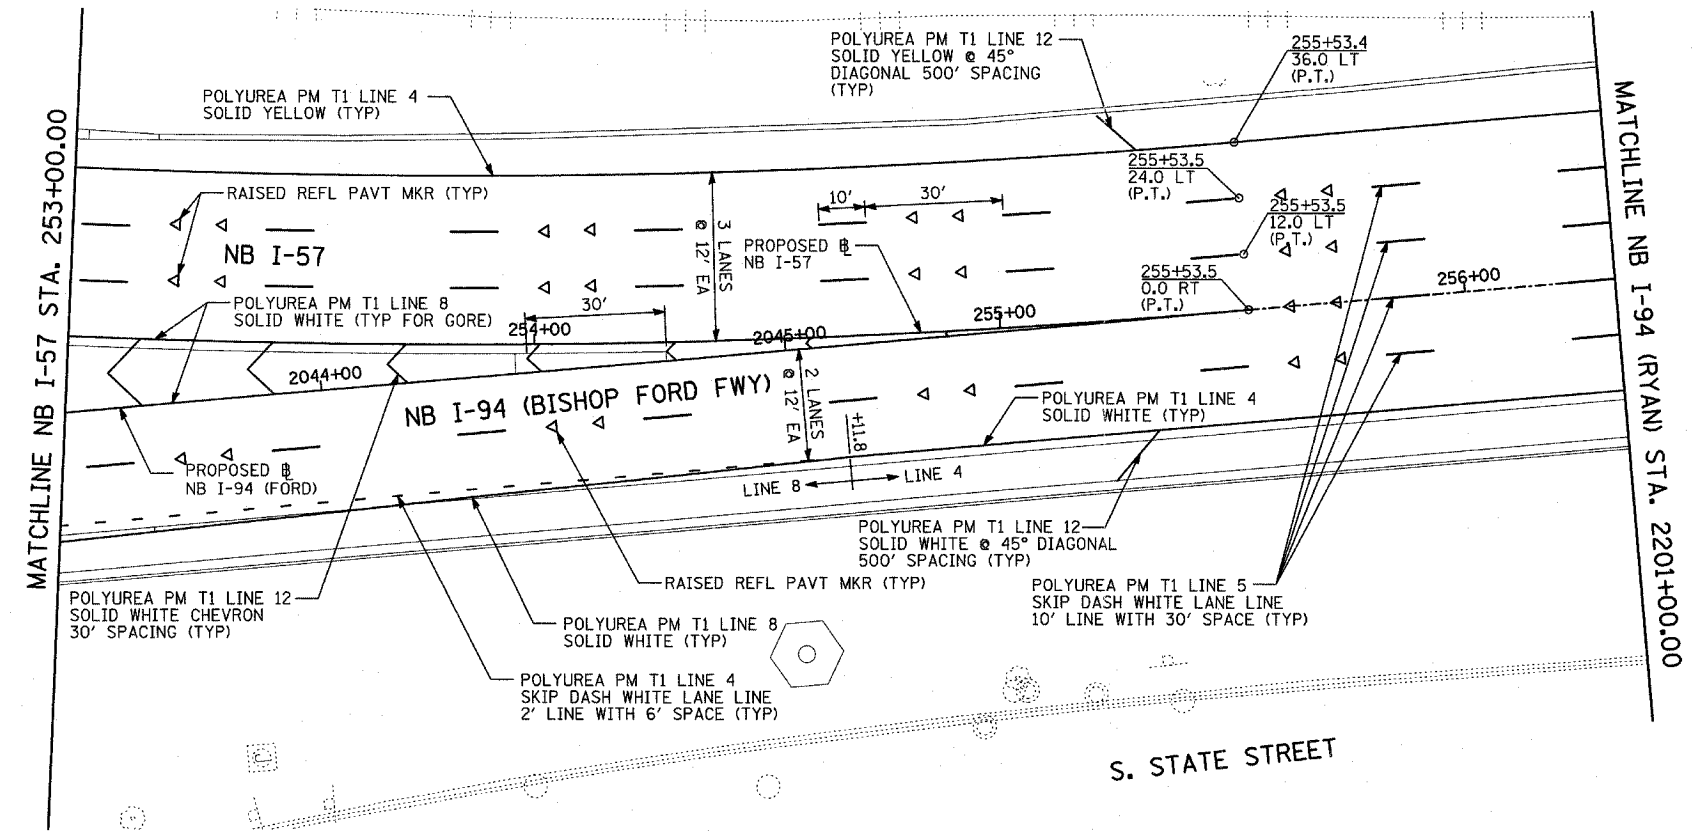 POLYUREA PM T1 LINE 12
SOLID YELLOW @ 45°
DIAGONAL 500' SPACING
(TYP)
255+53.4
36.0 LT
(P.T.)
POLYUREA PM T1 LINE 4
SOLID YELLOW (TYP)
MATCHLINE NB I-57 STA. 253+00.00
MATCHLINE NB I-94 (RYAN) STA. 2201+00.00
RAISED REFL PAVT MKR (TYP)
NB I-57
3 LANES
@ 12' EA
10'
30'
255+53.5
24.0 LT
(P.T.)
255+53.5
12.0 LT
(P.T.)
PROPOSED BL
NB I-57
255+53.5
0.0 RT
(P.T.)
256+00
POLYUREA PM T1 LINE 8
SOLID WHITE (TYP FOR GORE)
30'
254+00
2045+00
255+00
2044+00
NB I-94 (BISHOP FORD FWY)
2 LANES
@ 12' EA
+11.8
POLYUREA PM T1 LINE 4
SOLID WHITE (TYP)
PROPOSED BL
NB I-94 (FORD)
LINE 8
LINE 4
POLYUREA PM T1 LINE 12
SOLID WHITE @ 45° DIAGONAL
500' SPACING (TYP)
RAISED REFL PAVT MKR (TYP)
POLYUREA PM T1 LINE 5
SKIP DASH WHITE LANE LINE
10' LINE WITH 30' SPACE (TYP)
POLYUREA PM T1 LINE 12
SOLID WHITE CHEVRON
30' SPACING (TYP)
POLYUREA PM T1 LINE 8
SOLID WHITE (TYP)
POLYUREA PM T1 LINE 4
SKIP DASH WHITE LANE LINE
2' LINE WITH 6' SPACE (TYP)
S. STATE STREET